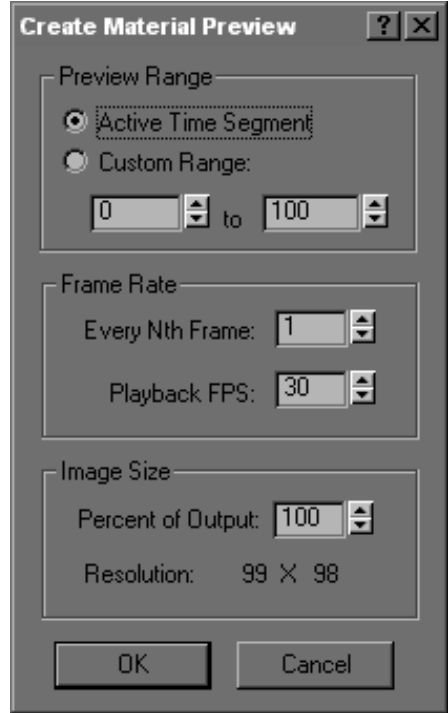 Create Material Preview ? X
Preview Range
Active Time Segment
Custom Range:
0 to 100
Frame Rate
Every Nth Frame: 1
Playback FPS: 30
Image Size
Percent of Output: 100
Resolution: 99 X 98
OK Cancel